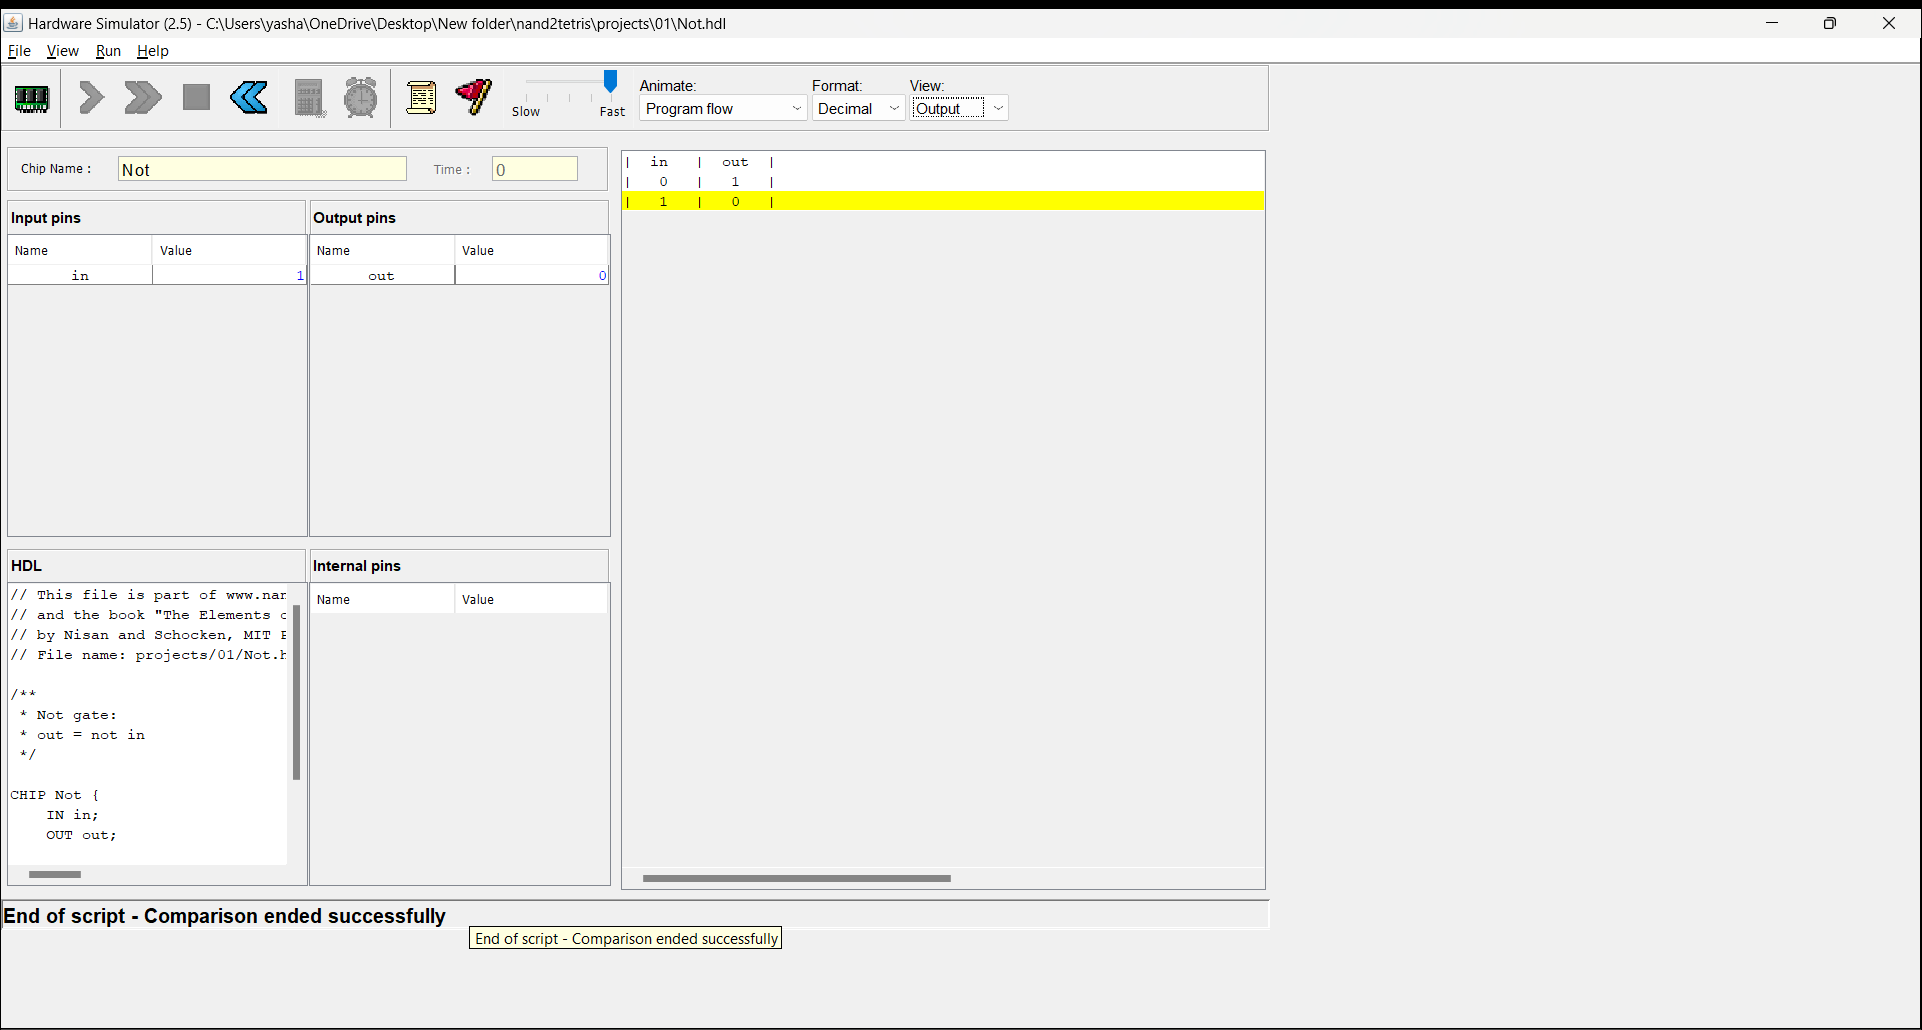 Hardware Simulator (2.5) - C:\Users\yasha\OneDrive\Desktop\New folder\nand2tetris\projects\01\Not.hdl
File View Run Help
Slow Fast
Animate: Format: View:
Program flow Decimal Output
Chip Name : Not Time : 0
Input pins
Name Value
in 1
Output pins
Name Value
out 0
HDL
// This file is part of www.nan
// and the book "The Elements o
// by Nisan and Schocken, MIT P
// File name: projects/01/Not.h
/**
* Not gate:
* out = not in
*/
CHIP Not {
IN in;
OUT out;
Internal pins
Name Value
| in | out |
| 0 | 1 |
| 1 | 0 |
End of script - Comparison ended successfully
End of script - Comparison ended successfully